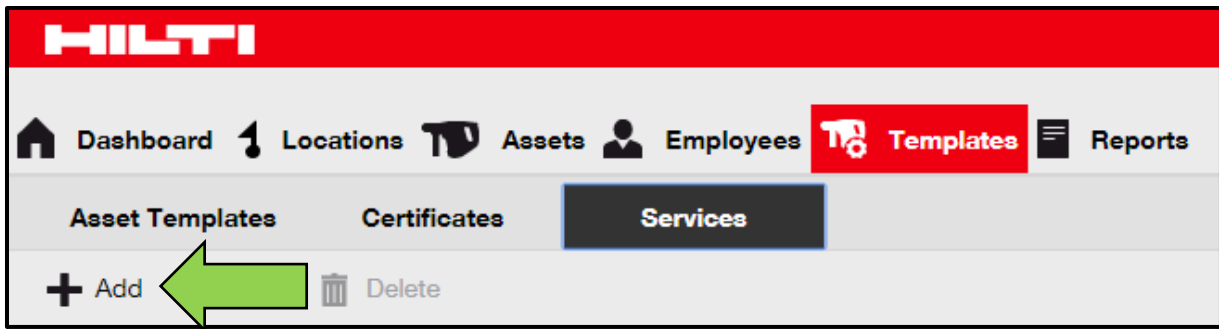 HILTI
Dashboard Locations Assets Employees Templates Reports
Asset Templates Certificates Services
Add Delete